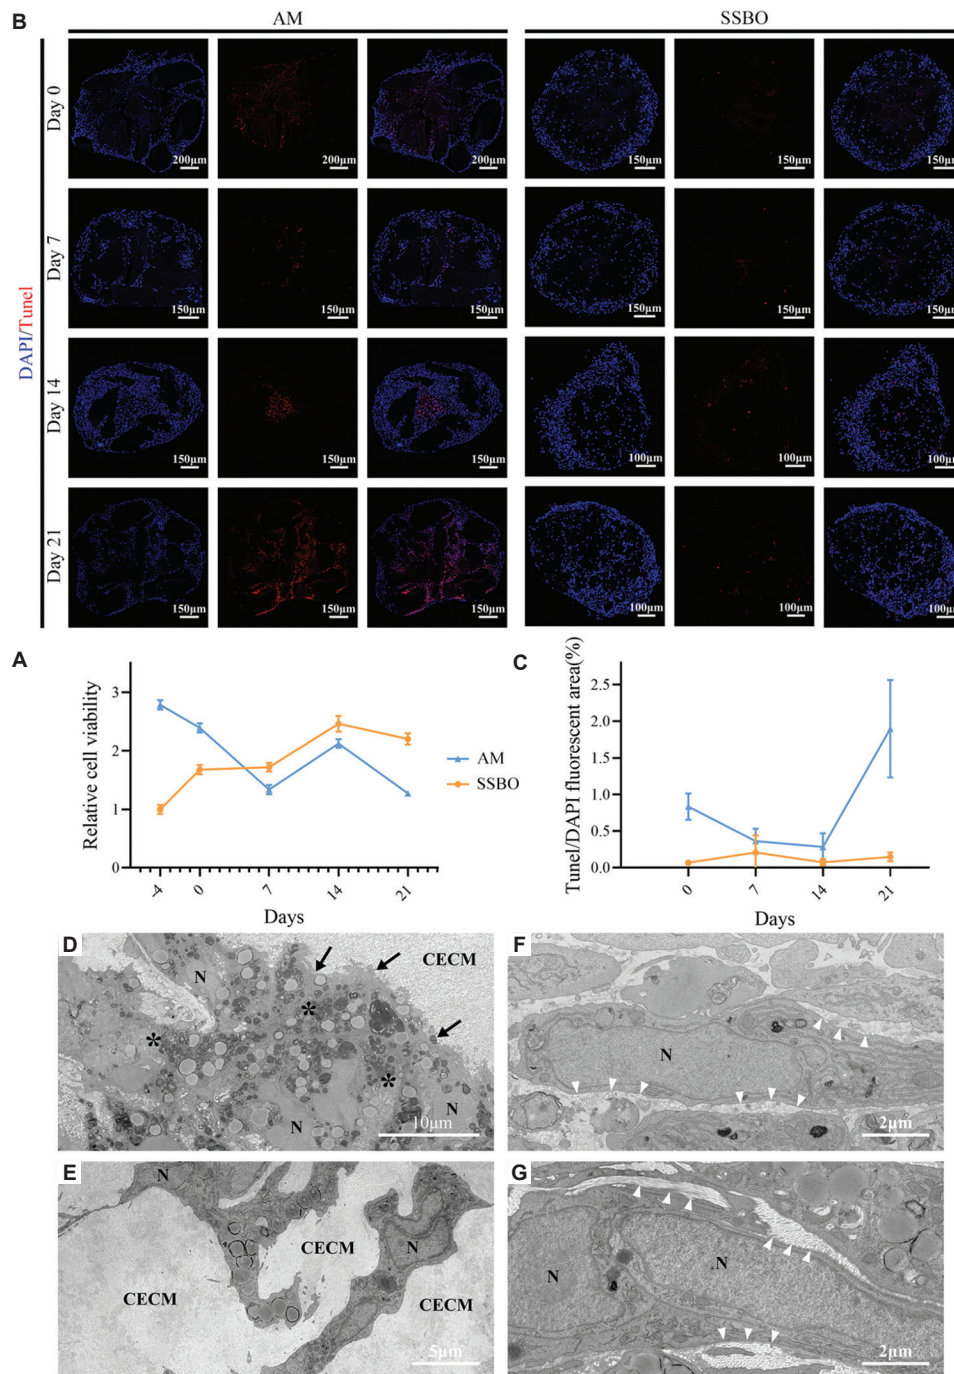 B
AM
SSBO
DAPI/Tunel
Day 0
200µm
200µm
200µm
150µm
150µm
150µm
Day 7
150µm
150µm
150µm
150µm
150µm
150µm
Day 14
150µm
150µm
150µm
100µm
100µm
100µm
Day 21
150µm
150µm
150µm
100µm
100µm
100µm
A
Relative cell viability
3
2
1
0
-4
0
7
14
21
Days
AM
SSBO
C
Tunel/DAPI fluorescent area(%)
2.5
2.0
1.5
1.0
0.5
0.0
0
7
14
21
Days
D
N
CECM
*
*
*
N
N
10µm
F
N
2µm
E
N
CECM
N
CECM
CECM
5µm
G
N
N
2µm